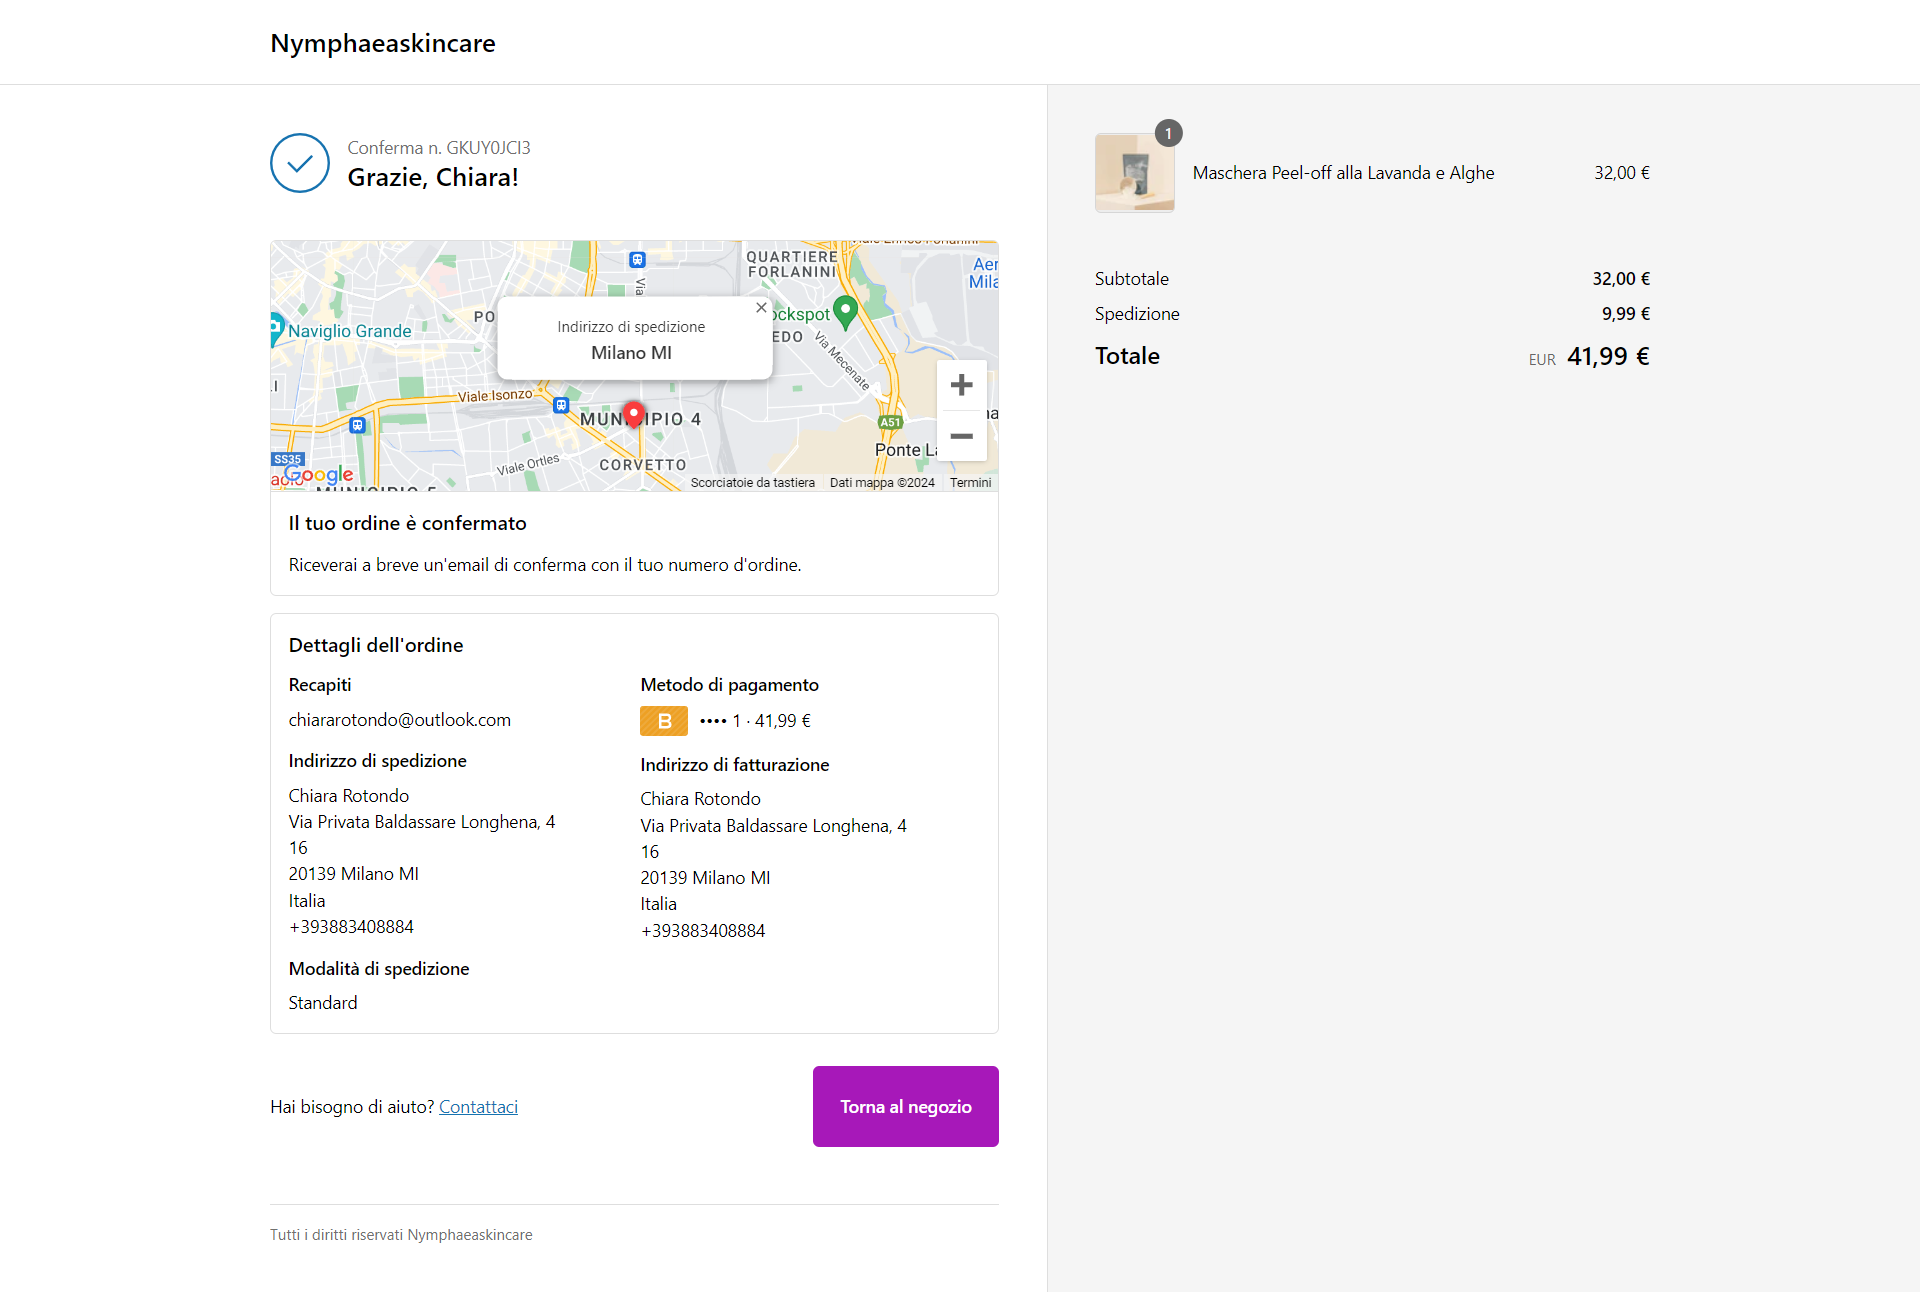 Nymphaeaskincare
Conferma n. GKUY0JCI3
Grazie, Chiara!
QUARTIERE
FORLANINI
Naviglio Grande
Indirizzo di spedizione
Milano MI
Via Mecenate
Viale Isonzo
MUNICIPIO 4
A51
Viale Ortles
CORVETTO
SS35
Google
Scorciatoie da tastiera
Dati mappa ©2024
Termini
Il tuo ordine è confermato
Riceverai a breve un'email di conferma con il tuo numero d'ordine.
Dettagli dell'ordine
Recapiti
chiararotondo@outlook.com
Indirizzo di spedizione
Chiara Rotondo
Via Privata Baldassare Longhena, 4
16
20139 Milano MI
Italia
+393883408884
Modalità di spedizione
Standard
Metodo di pagamento
B •••• 1 · 41,99 €
Indirizzo di fatturazione
Chiara Rotondo
Via Privata Baldassare Longhena, 4
16
20139 Milano MI
Italia
+393883408884
Hai bisogno di aiuto? Contattaci
Torna al negozio
Tutti i diritti riservati Nymphaeaskincare
1
Maschera Peel-off alla Lavanda e Alghe 32,00 €
Subtotale 32,00 €
Spedizione 9,99 €
Totale EUR 41,99 €